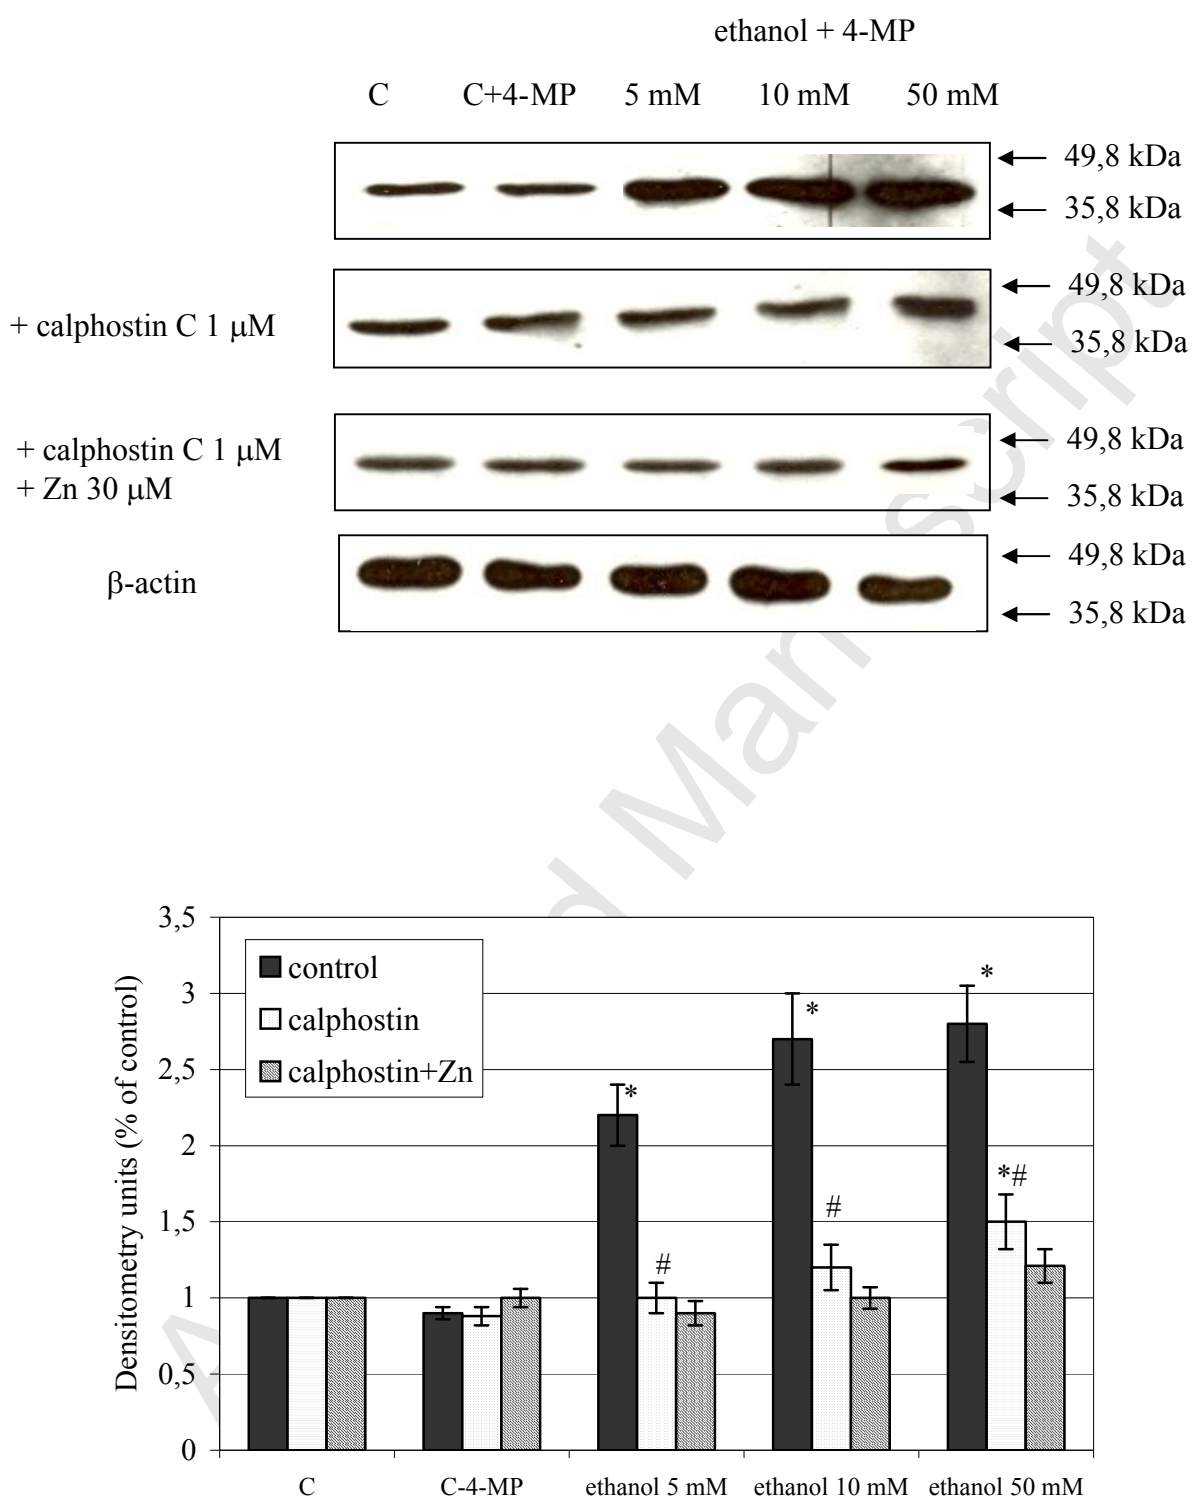 ethanol + 4-MP
C C+4-MP 5 mM 10 mM 50 mM
49,8 kDa
35,8 kDa
+ calphostin C 1 μM
49,8 kDa
35,8 kDa
+ calphostin C 1 μM
+ Zn 30 μM
49,8 kDa
35,8 kDa
β-actin
49,8 kDa
35,8 kDa
Densitometry units (% of control)
3,5
3
2,5
2
1,5
1
0,5
0
control
calphostin
calphostin+Zn
*
#
*
#
*
*#
C C-4-MP ethanol 5 mM ethanol 10 mM ethanol 50 mM